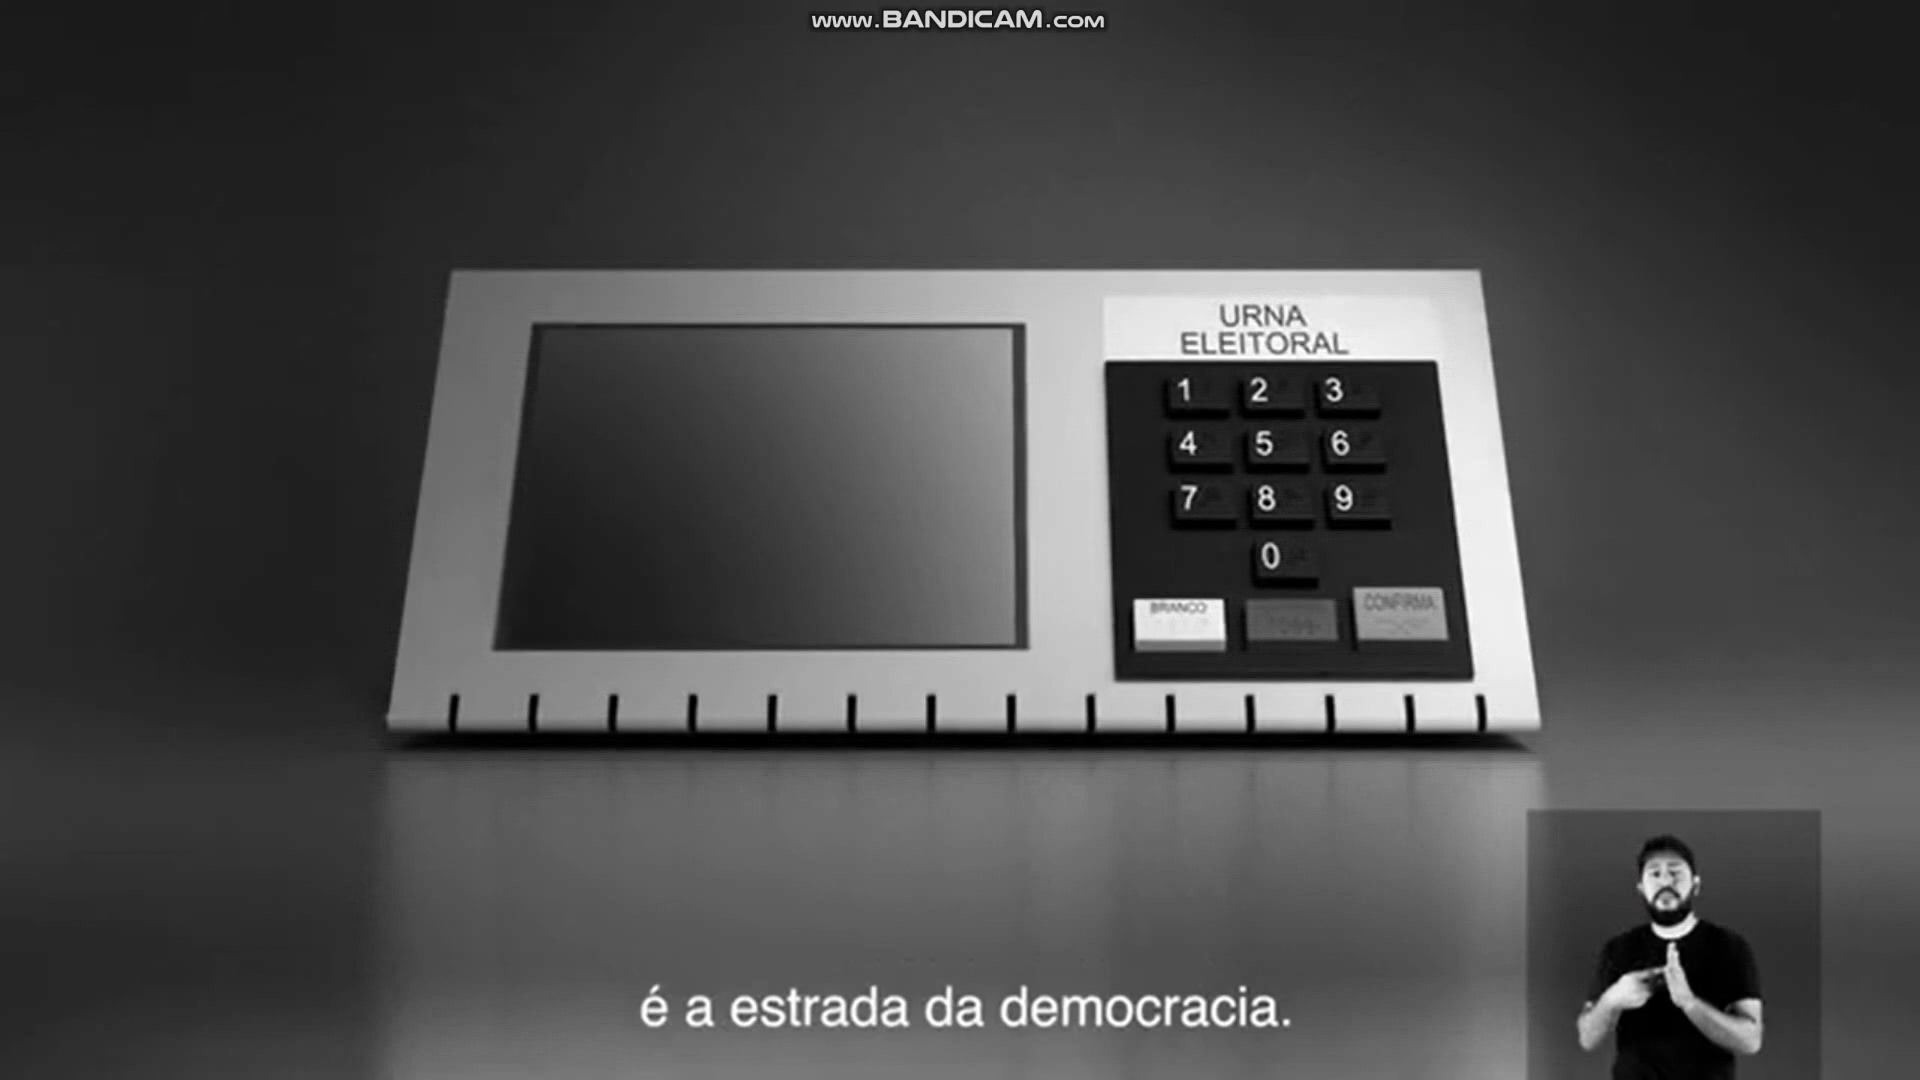 www.BANDICAM.com
URNA
ELEITORAL
1 2 3
4 5 6
7 8 9
0
BRANCO CONFIRMA
é a estrada da democracia.